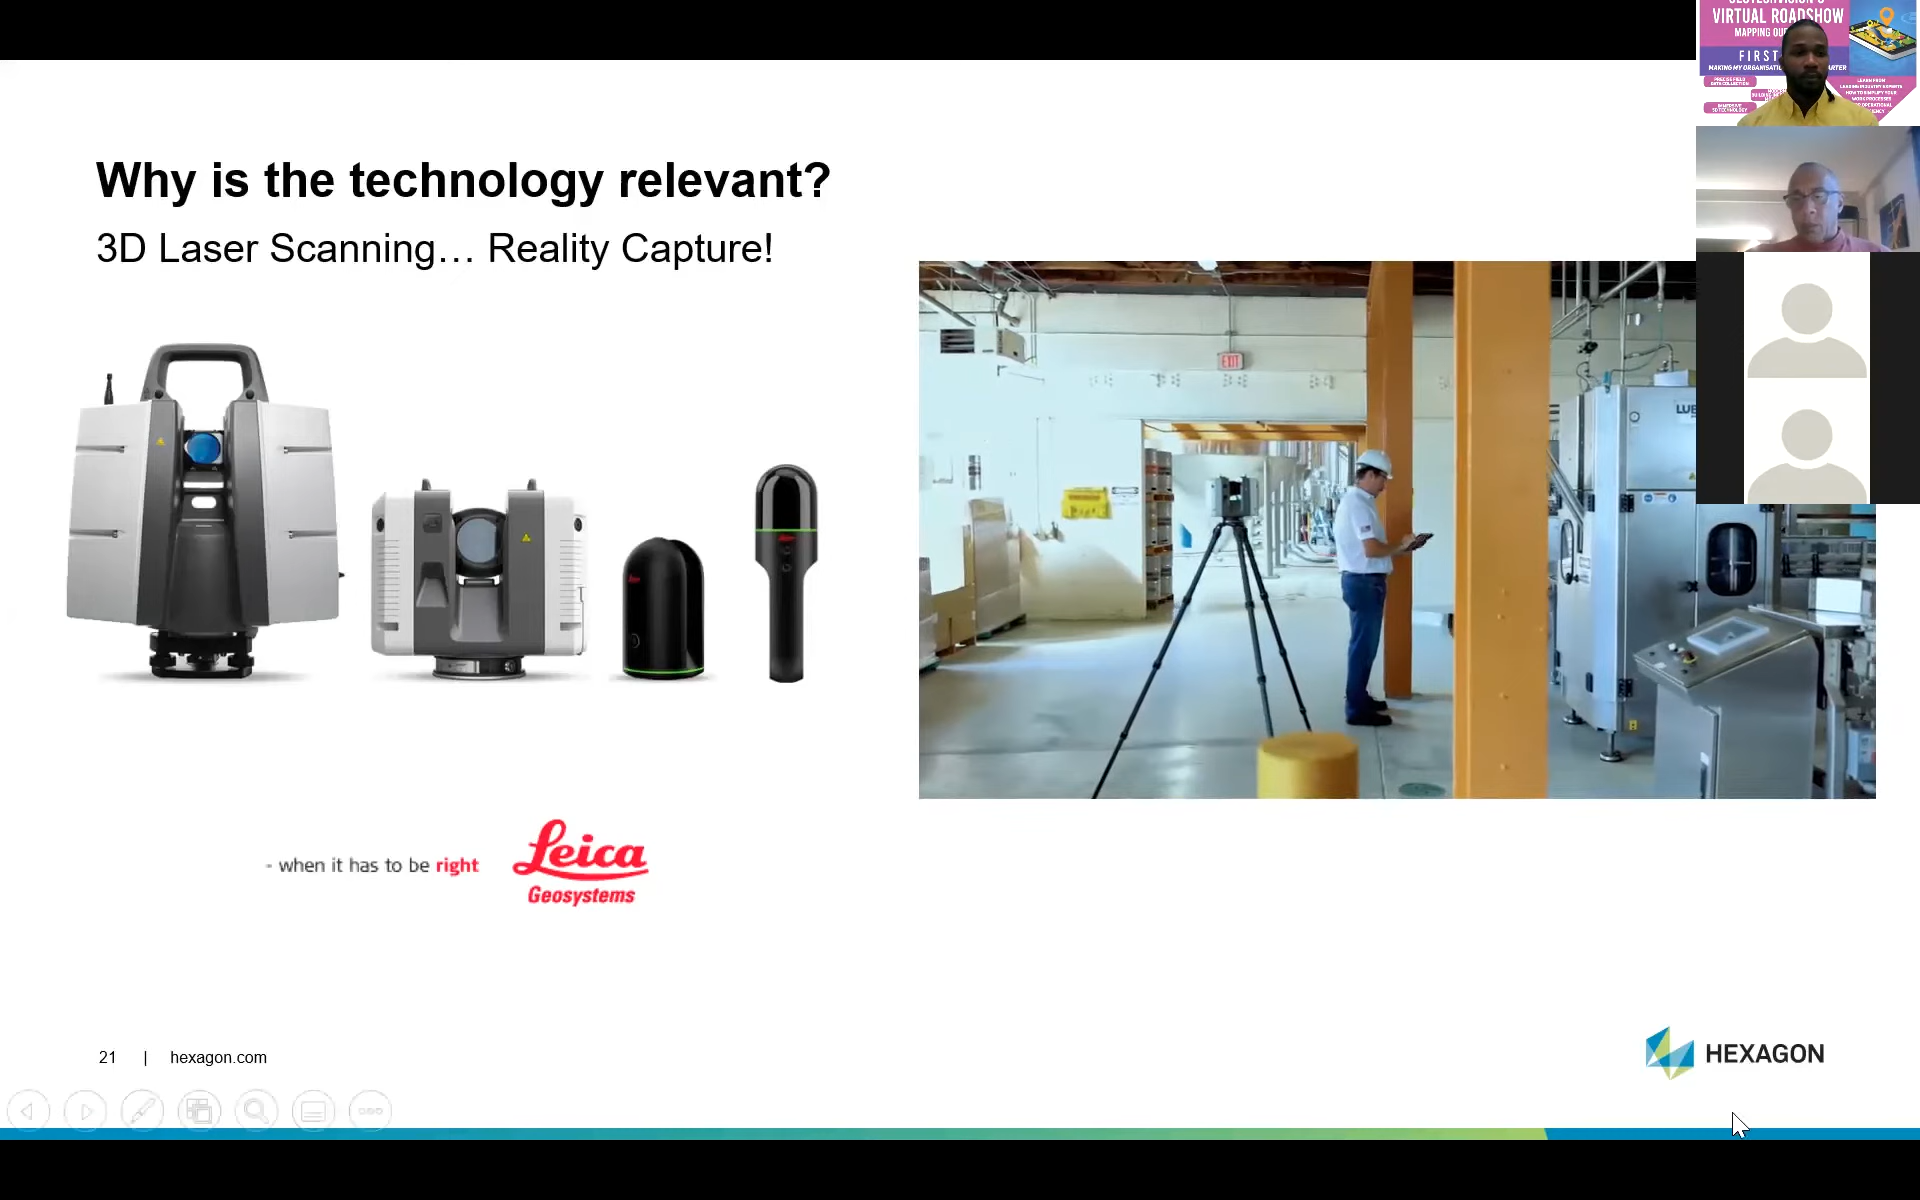 VIRTUAL ROADSHOW
Why is the technology relevant?
3D Laser Scanning… Reality Capture!
EXIT
- when it has to be right
Leica
Geosystems
21 | hexagon.com
HEXAGON